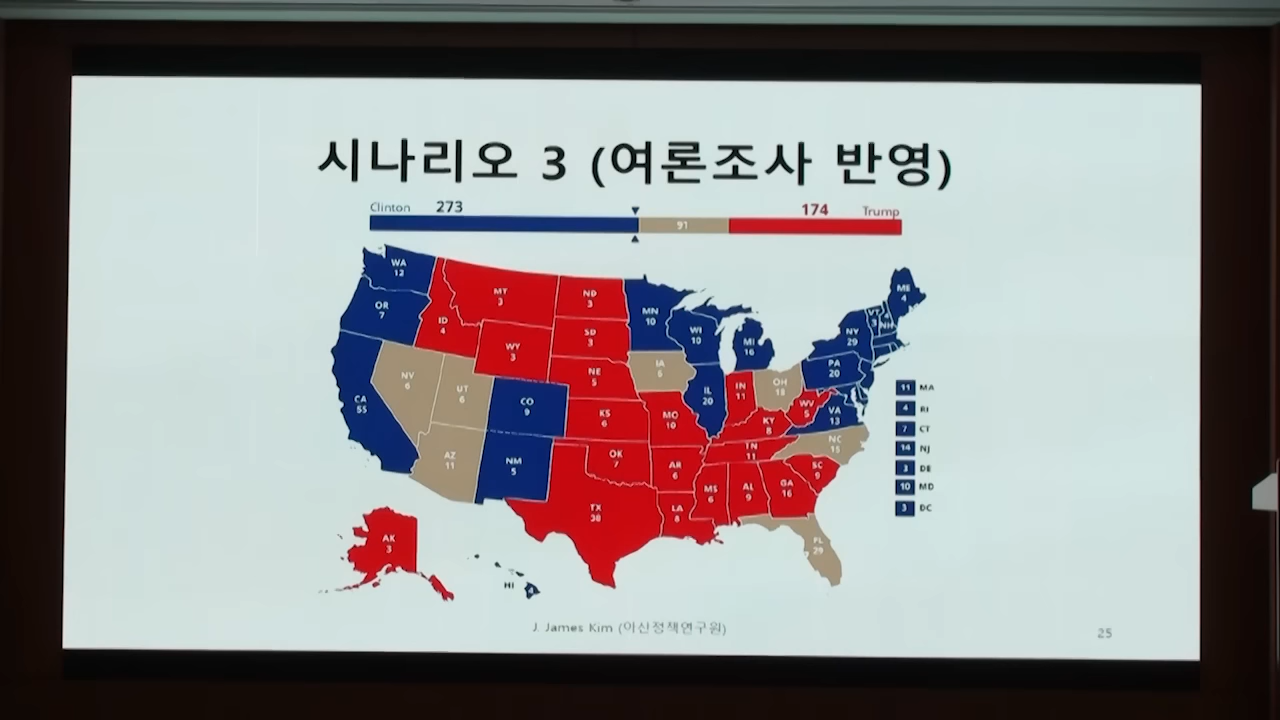 시나리오 3 (여론조사 반영)
Clinton 273 174 Trump
91
WA
12
OR
7
CA
55
NV
6
ID
4
MT
3
WY
3
UT
6
AZ
11
CO
9
NM
5
ND
3
SD
3
NE
5
KS
6
OK
7
TX
38
MN
10
IA
6
MO
10
AR
6
LA
8
WI
10
IL
20
MI
16
IN
11
OH
18
KY
8
TN
11
MS
6
AL
9
GA
16
FL
29
SC
9
NC
15
VA
13
WV
5
PA
20
NY
29
VT
3
4
NH
ME
4
11 MA
4 RI
7 CT
14 NJ
3 DE
10 MD
3 DC
AK
3
HI
4
J. James Kim (아산정책연구원)
25